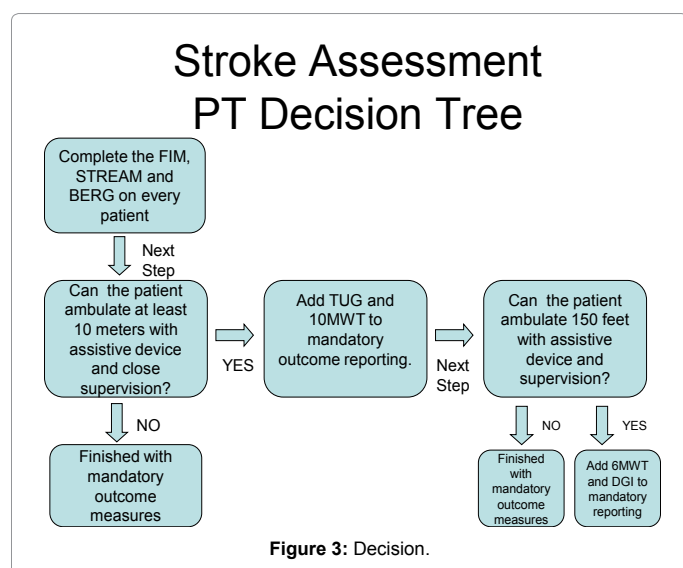 Stroke Assessment
PT Decision Tree
Complete the FIM,
STREAM and
BERG on every
patient
Next
Step
Can the patient
ambulate at least
10 meters with
assistive device
and close
supervision?
YES
Add TUG and
10MWT to
mandatory
outcome reporting.
Next
Step
Can the patient
ambulate 150 feet
with assistive
device and
supervision?
NO
Finished with
mandatory
outcome
measures
NO
Finished
with
mandatory
outcome
measures
YES
Add 6MWT
and DGI to
mandatory
reporting
Figure 3: Decision.